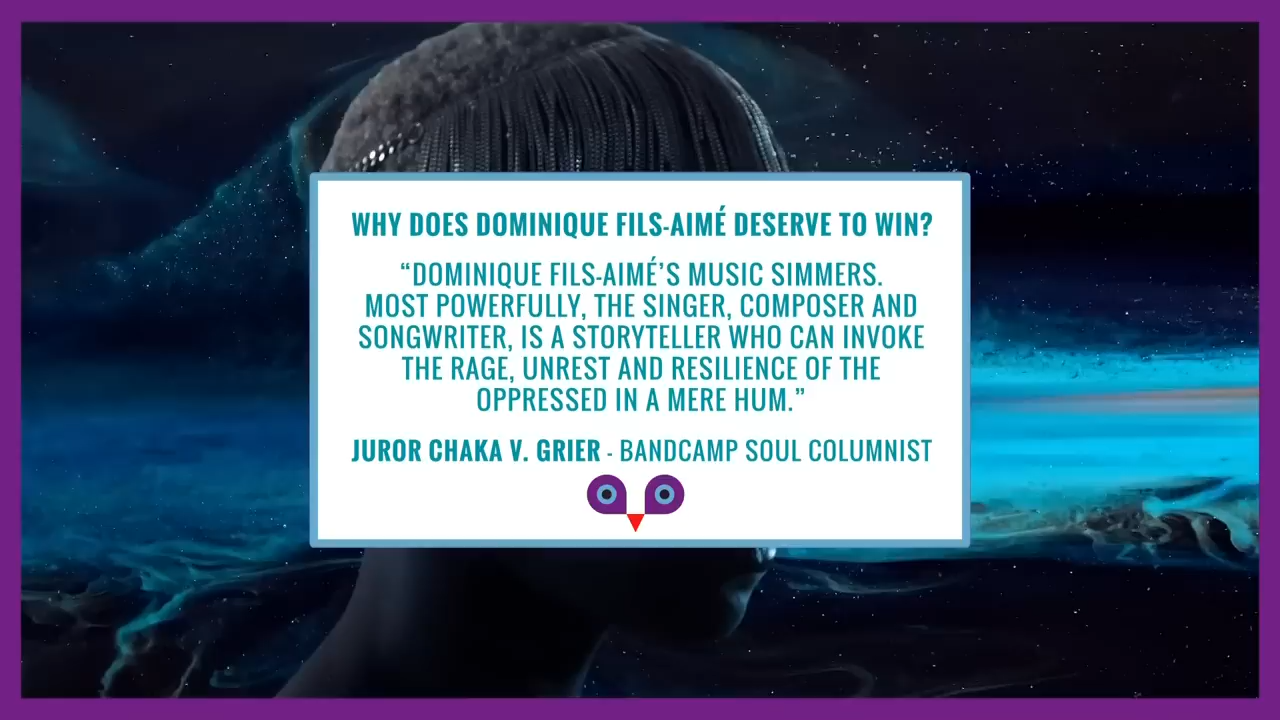 WHY DOES DOMINIQUE FILS-AIMÉ DESERVE TO WIN?
“DOMINIQUE FILS-AIMÉ’S MUSIC SIMMERS.
MOST POWERFULLY, THE SINGER, COMPOSER AND
SONGWRITER, IS A STORYTELLER WHO CAN INVOKE
THE RAGE, UNREST AND RESILIENCE OF THE
OPPRESSED IN A MERE HUM.”
JUROR CHAKA V. GRIER - BANDCAMP SOUL COLUMNIST